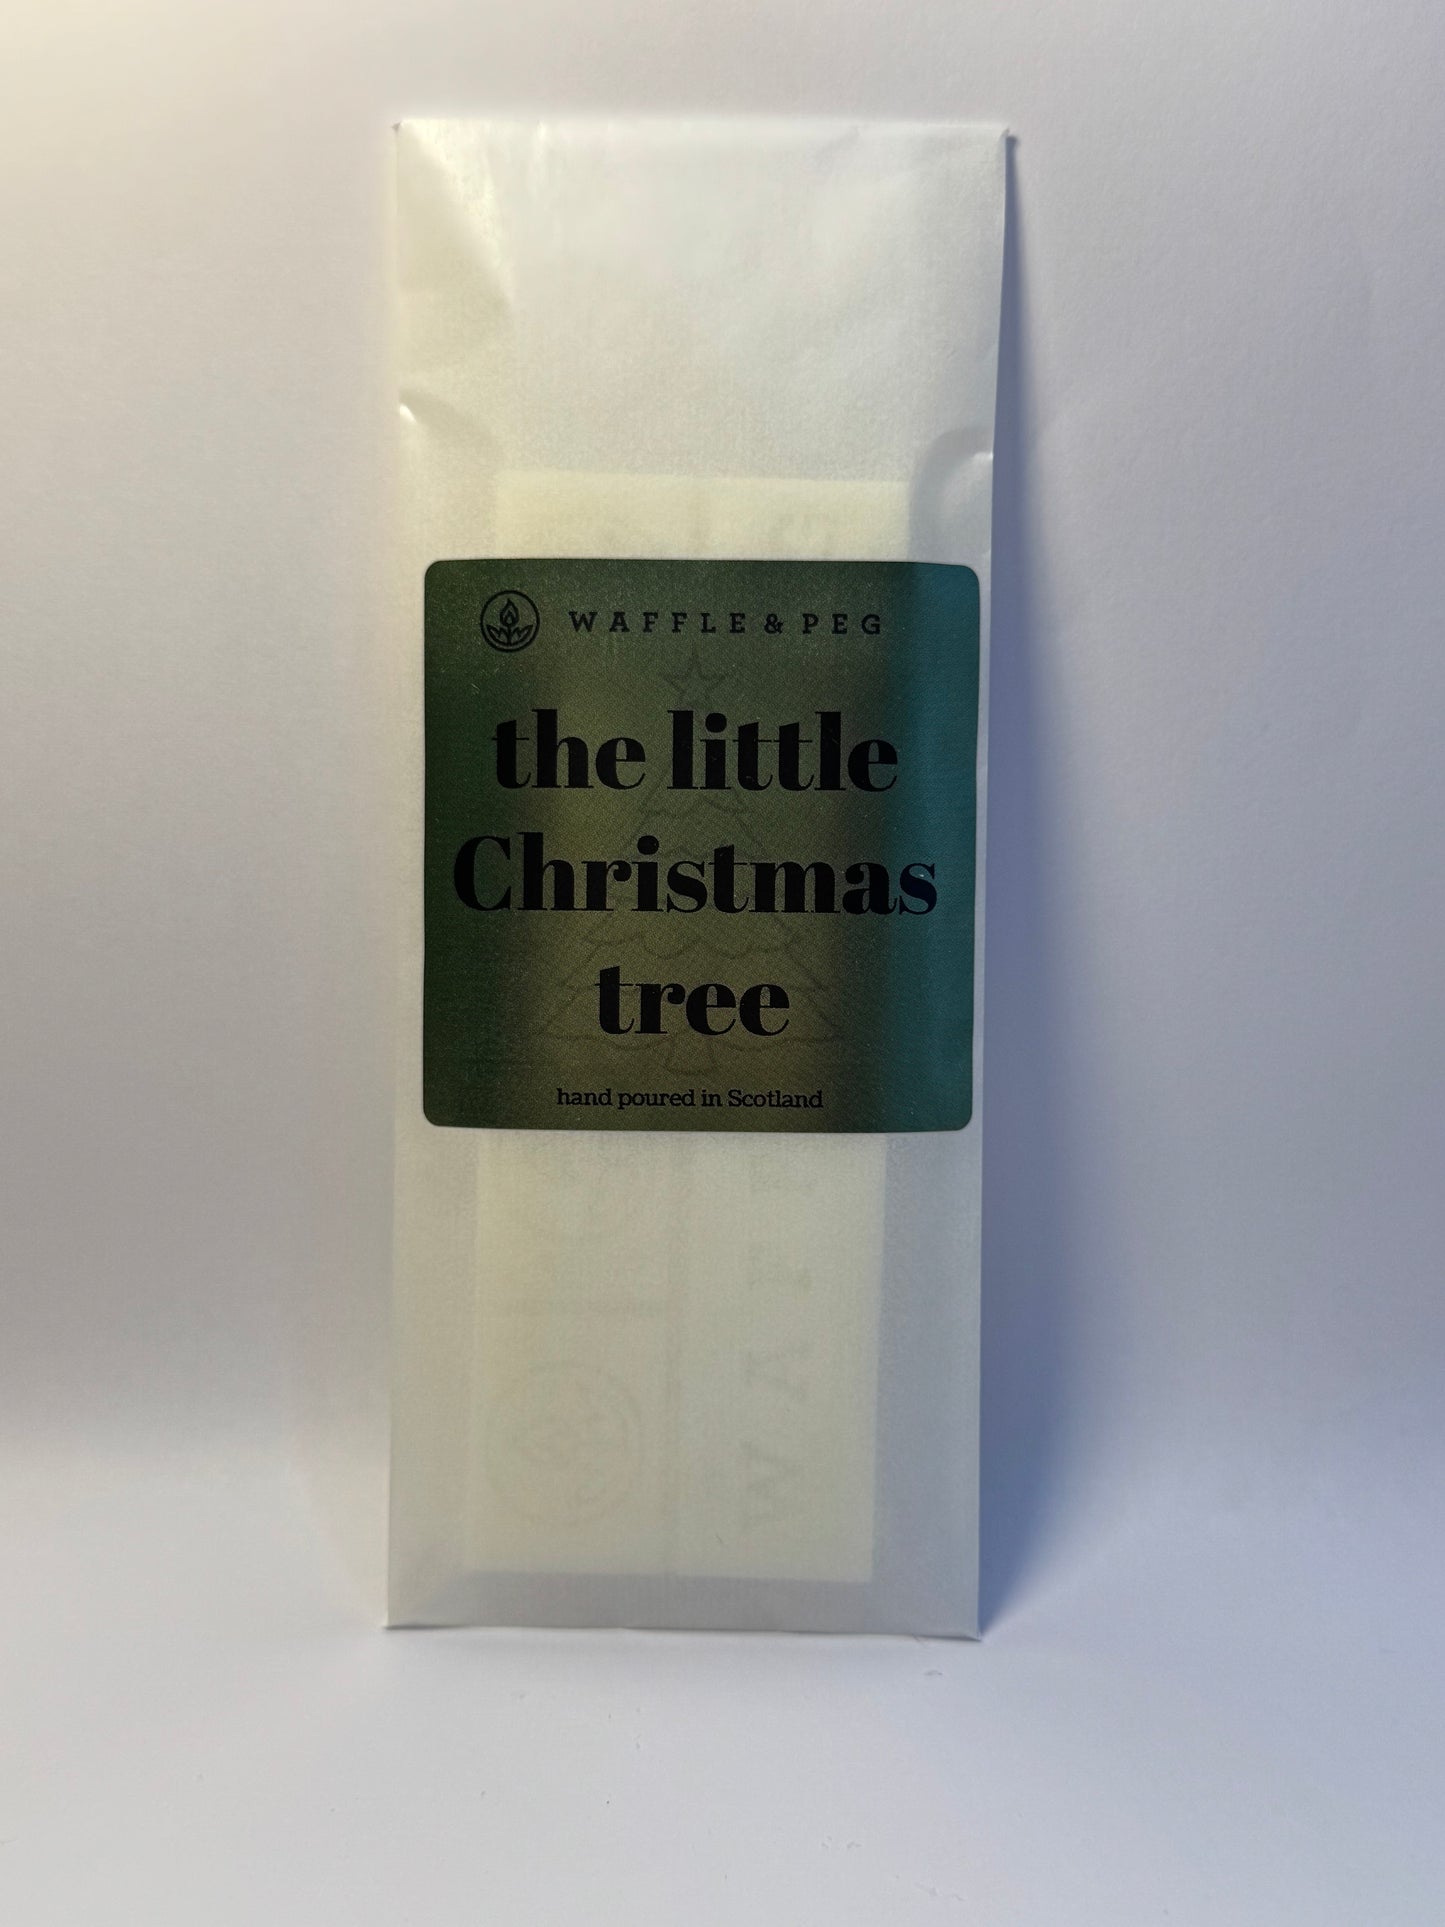 WAFFLE & PEG
the little
Christmas
tree
hand poured in Scotland